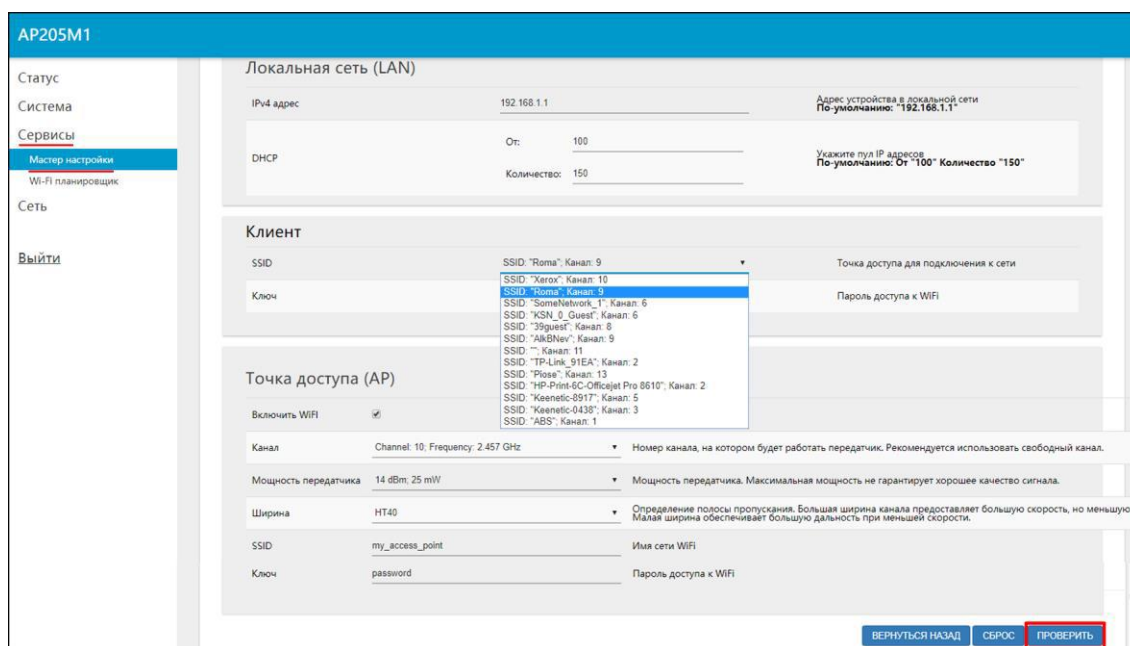 AP205M1
Статус
Система
Сервисы
Мастер настройки
Wi-Fi планировщик
Сеть
Выйти
Локальная сеть (LAN)
IPv4 адрес
192.168.1.1
Адрес устройства в локальной сети
По-умолчанию: "192.168.1.1"
DHCP
От: 100
Количество: 150
Укажите пул IP адресов
По-умолчанию: От "100" Количество "150"
Клиент
SSID
SSID: "Roma"; Канал: 9
Точка доступа для подключения к сети
Ключ
Пароль доступа к WiFi
SSID: "Xerox"; Канал: 10
SSID: "Roma"; Канал: 9
SSID: "SomeNetwork_1"; Канал: 6
SSID: "KSN_0_Guest"; Канал: 6
SSID: "39guest"; Канал: 8
SSID: "AlkBNev"; Канал: 9
SSID: ""; Канал: 11
SSID: "TP-Link_91EA"; Канал: 2
SSID: "Piose"; Канал: 13
SSID: "HP-Print-6C-Officejet Pro 8610"; Канал: 2
SSID: "Keenetic-8917"; Канал: 5
SSID: "Keenetic-0438"; Канал: 3
SSID: "ABS"; Канал: 1
Точка доступа (AP)
Включить WiFi
Канал
Channel: 10; Frequency: 2.457 GHz
Номер канала, на котором будет работать передатчик. Рекомендуется использовать свободный канал.
Мощность передатчика
14 dBm; 25 mW
Мощность передатчика. Максимальная мощность не гарантирует хорошее качество сигнала.
Ширина
HT40
Определение полосы пропускания. Большая ширина канала предоставляет большую скорость, но меньшую
Малая ширина обеспечивает большую дальность при меньшей скорости.
SSID
my_access_point
Имя сети WiFi
Ключ
password
Пароль доступа к WiFi
ВЕРНУТЬСЯ НАЗАД
СБРОС
ПРОВЕРИТЬ